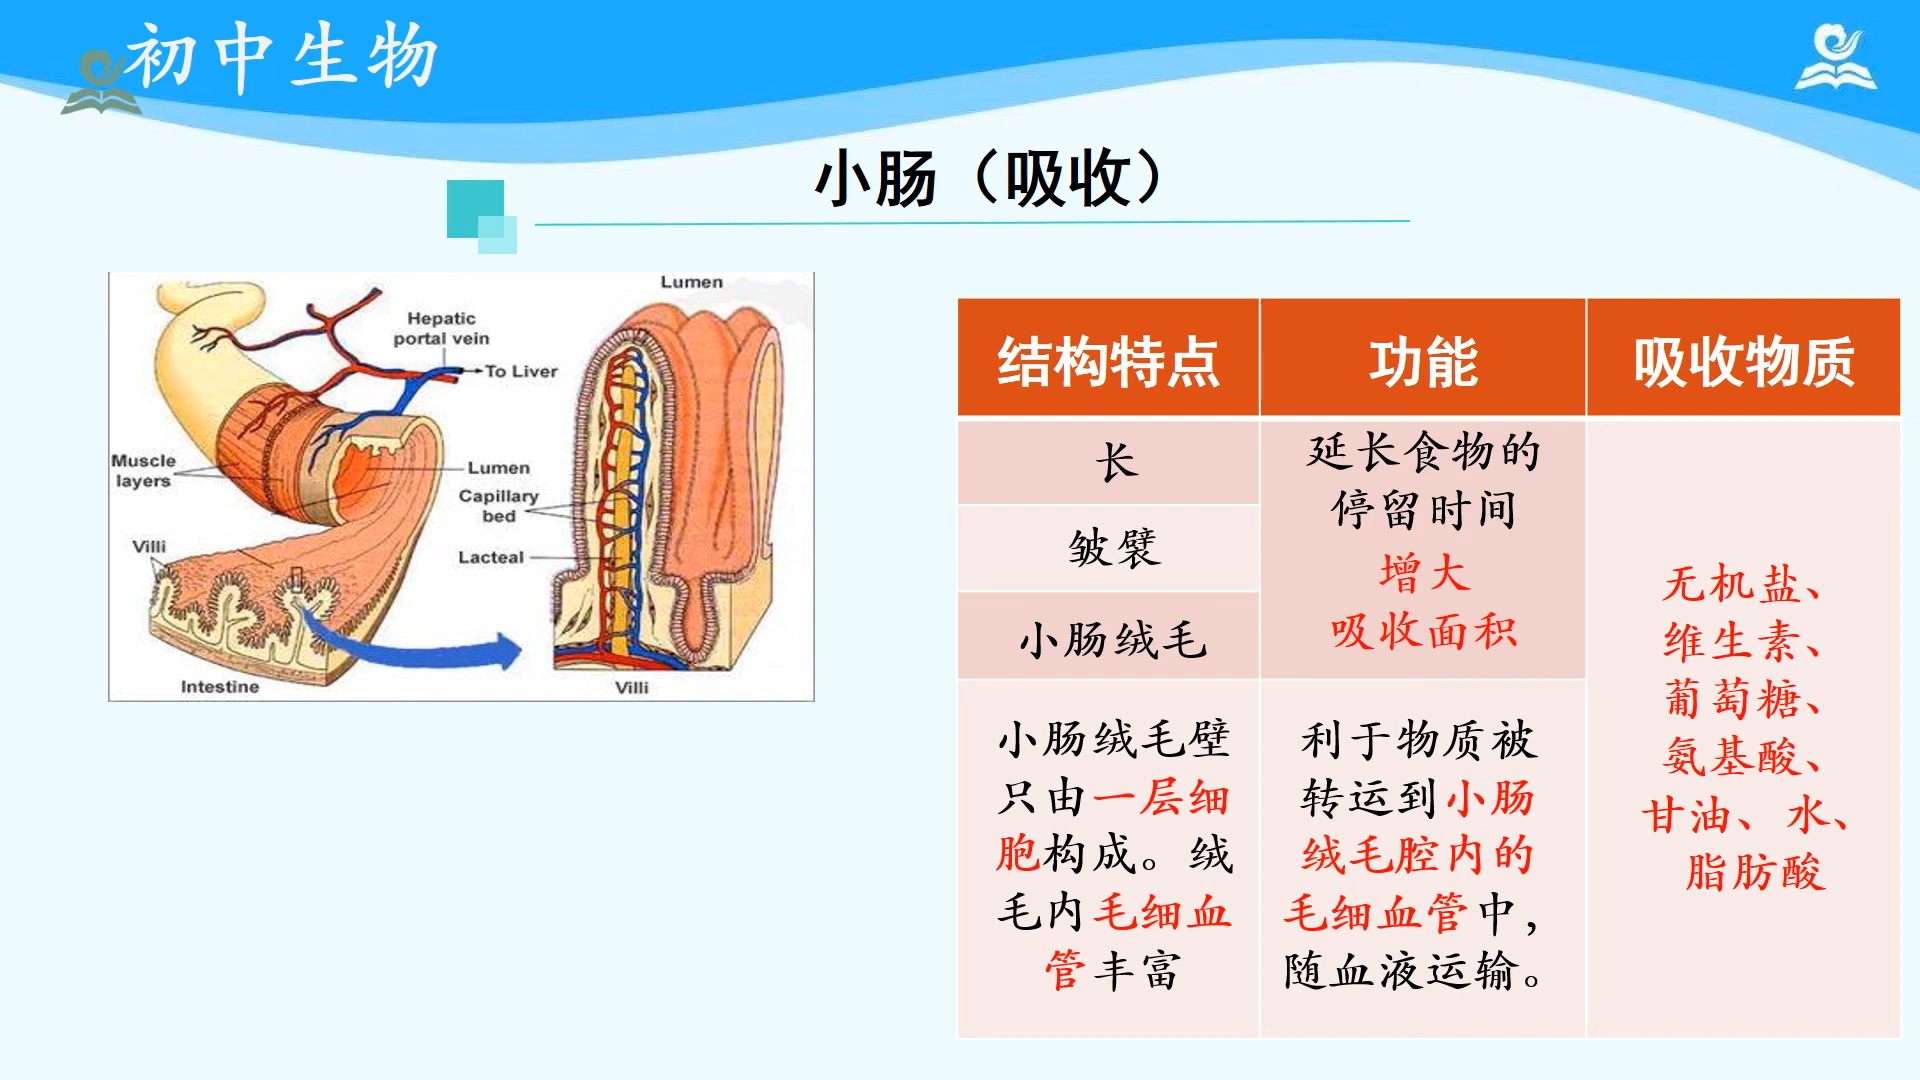 初中生物
小肠（吸收）
Lumen
Hepatic
portal vein
To Liver
Muscle
layers
Lumen
Capillary
bed
Villi
Lacteal
Intestine
Villi
结构特点
功能
吸收物质
长
皱襞
小肠绒毛
延长食物的
停留时间
增大
吸收面积
小肠绒毛壁
只由一层细
胞构成。绒
毛内毛细血
管丰富
利于物质被
转运到小肠
绒毛腔内的
毛细血管中，
随血液运输。
无机盐、
维生素、
葡萄糖、
氨基酸、
甘油、水、
脂肪酸